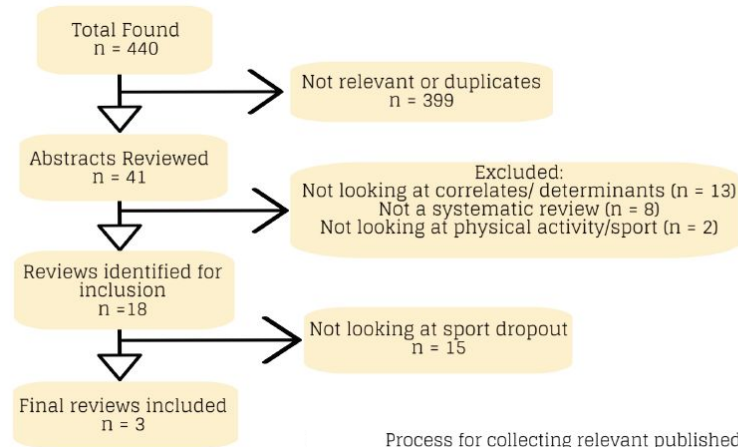 Total Found
n = 440
Not relevant or duplicates
n = 399
Abstracts Reviewed
n = 41
Excluded:
Not looking at correlates/ determinants (n = 13)
Not a systematic review (n = 8)
Not looking at physical activity/sport (n = 2)
Reviews identified for
inclusion
n =18
Not looking at sport dropout
n = 15
Final reviews included
n = 3
Process for collecting relevant published